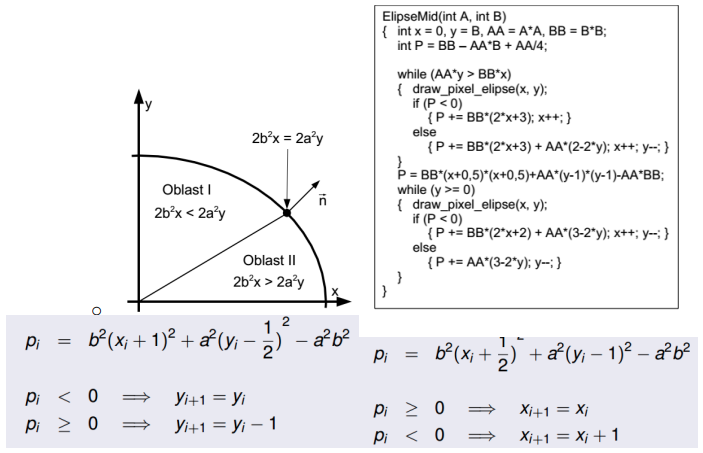 ElipseMid(int A, int B)
{ int x = 0, y = B, AA = A*A, BB = B*B;
int P = BB – AA*B + AA/4;
while (AA*y > BB*x)
{ draw_pixel_elipse(x, y);
if (P < 0)
{ P += BB*(2*x+3); x++; }
else
{ P += BB*(2*x+3) + AA*(2-2*y); x++; y--; }
}
P = BB*(x+0,5)*(x+0,5)+AA*(y-1)*(y-1)-AA*BB;
while (y >= 0)
{ draw_pixel_elipse(x, y);
if (P < 0)
{ P += BB*(2*x+2) + AA*(3-2*y); x++; y--; }
else
{ P += AA*(3-2*y); y--; }
}
}
y
2b²x = 2a²y
n⃗
Oblast I
2b²x < 2a²y
Oblast II
2b²x > 2a²y
x
pᵢ = b²(xᵢ + 1)² + a²(yᵢ − 1/2)² − a²b²
pᵢ < 0 ⟹ yᵢ₊₁ = yᵢ
pᵢ ≥ 0 ⟹ yᵢ₊₁ = yᵢ − 1
pᵢ = b²(xᵢ + 1/2)² + a²(yᵢ − 1)² − a²b²
pᵢ ≥ 0 ⟹ xᵢ₊₁ = xᵢ
pᵢ < 0 ⟹ xᵢ₊₁ = xᵢ + 1